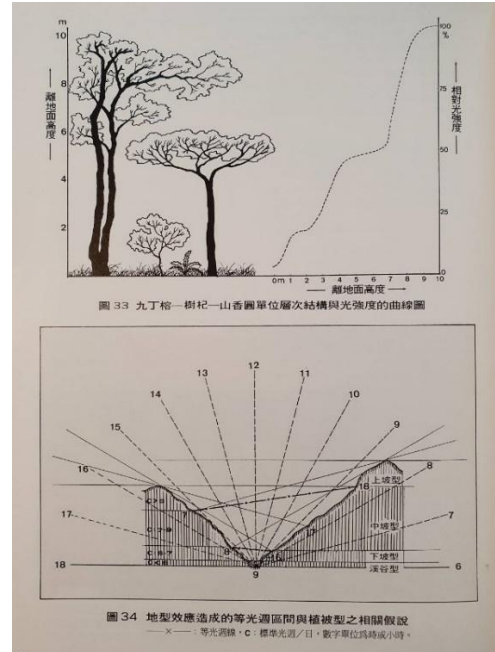 m
10
8
6
4
2
離地面高度
100
%
75
50
25
0
相對光強度
0m 1 2 3 4 5 6 7 8 9 10
離地面高度
圖33 九丁榕—樹杞—山香圓單位層次結構與光強度的曲線圖
12
13
11
14
10
15
9
16
8
17
7
18
6
18
上坡型
中坡型
下坡型
溪谷型
9
圖34 地型效應造成的等光週區間與植被型之相關假說
——×——:等光週線,C:標準光週/日,數字單位為時或小時。